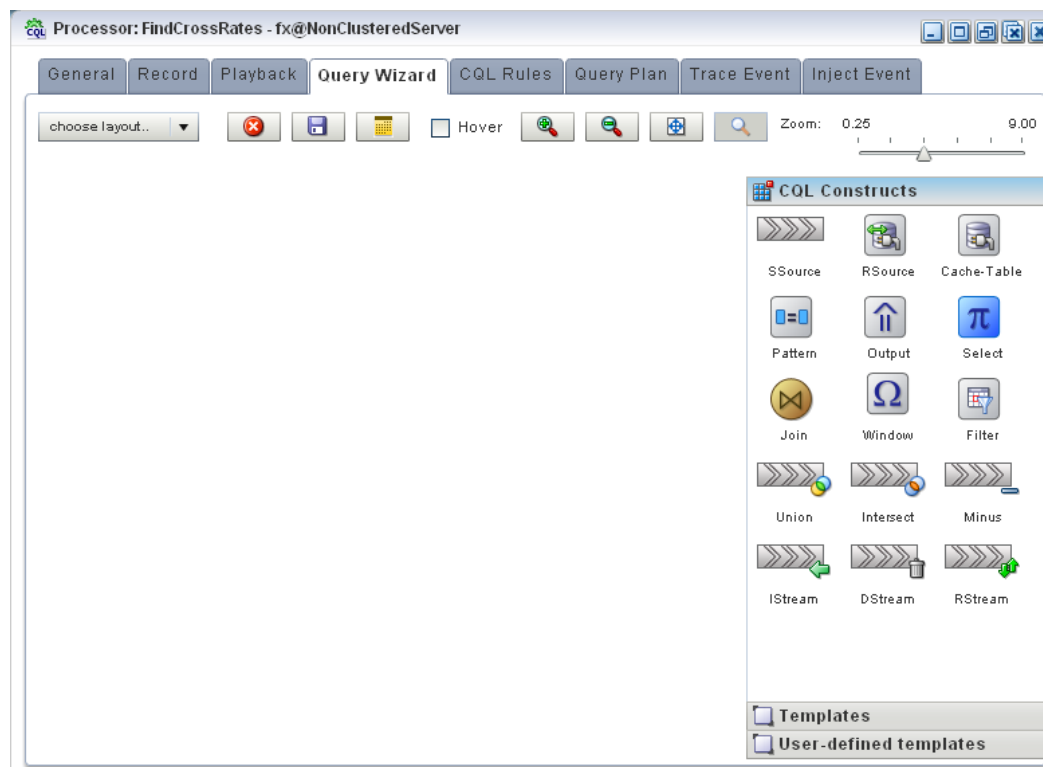 CQL Processor: FindCrossRates - fx@NonClusteredServer
General Record Playback Query Wizard CQL Rules Query Plan Trace Event Inject Event
choose layout.. Hover Zoom: 0.25 9.00
CQL Constructs
SSource RSource Cache-Table
Pattern Output Select
π
Join Window Filter
Ω
Union Intersect Minus
IStream DStream RStream
Templates
User-defined templates